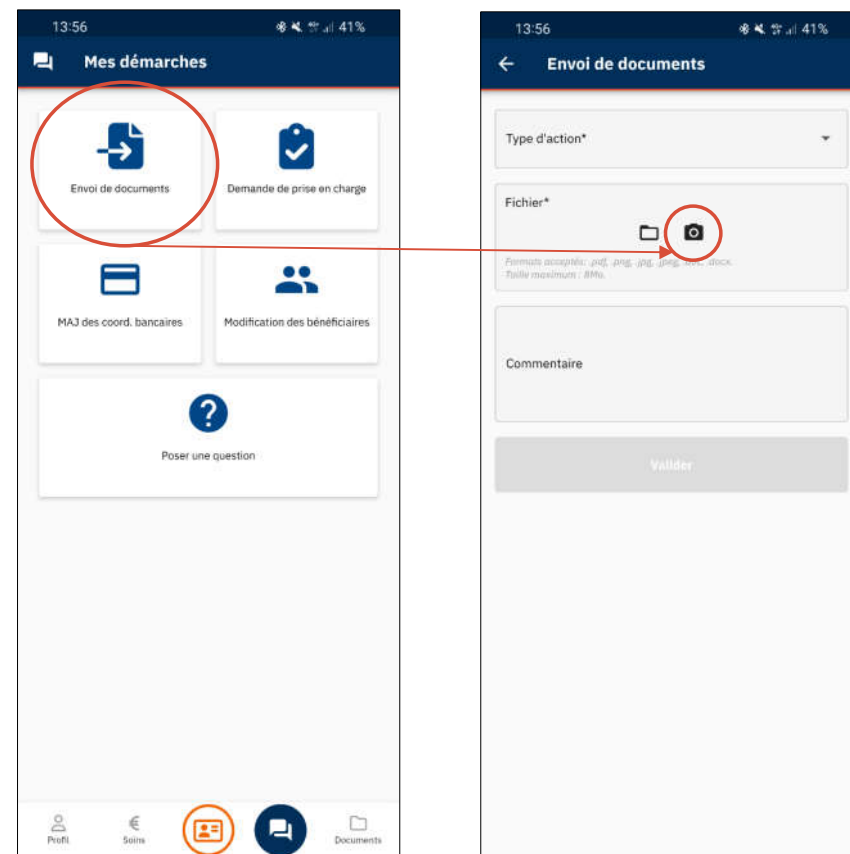 13:56 41%
Mes démarches
Envoi de documents
Demande de prise en charge
MAJ des coord. bancaires
Modification des bénéficiaires
Poser une question
Profil
Soins
Documents
13:56 41%
Envoi de documents
Type d'action*
Fichier*
Formats acceptés: .pdf, .png, .jpg, .jpeg, .doc, .docx.
Taille maximum : 8Mo.
Commentaire
Valider